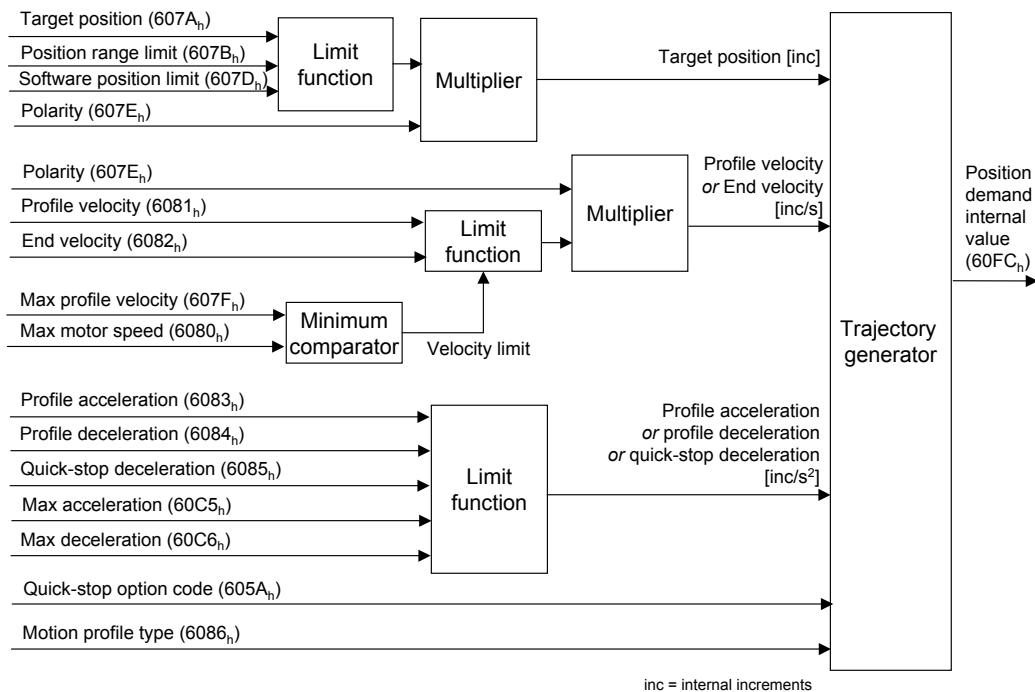 Target position (607Ah)
Position range limit (607Bh)
Software position limit (607Dh)
Polarity (607Eh)
Limit
function
Multiplier
Target position [inc]
Polarity (607Eh)
Profile velocity (6081h)
End velocity (6082h)
Limit
function
Multiplier
Profile velocity
or End velocity
[inc/s]
Max profile velocity (607Fh)
Max motor speed (6080h)
Minimum
comparator
Velocity limit
Profile acceleration (6083h)
Profile deceleration (6084h)
Quick-stop deceleration (6085h)
Max acceleration (60C5h)
Max deceleration (60C6h)
Limit
function
Profile acceleration
or profile deceleration
or quick-stop deceleration
[inc/s²]
Quick-stop option code (605Ah)
Motion profile type (6086h)
Trajectory
generator
Position
demand
internal
value
(60FCh)
inc = internal increments